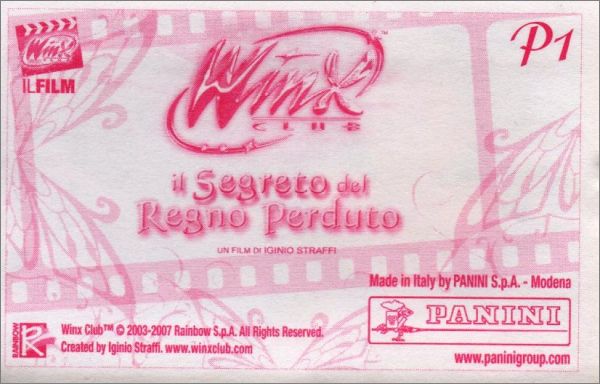 Winx
CLUB
IL FILM
P1
Winx™
CLUB
il Segreto del
Regno Perduto
UN FILM DI IGINIO STRAFFI
Made in Italy by PANINI S.p.A. - Modena
PANINI
www.paninigroup.com
RAINBOW
Winx Club™ © 2003-2007 Rainbow S.p.A. All Rights Reserved.
Created by Iginio Straffi. www.winxclub.com